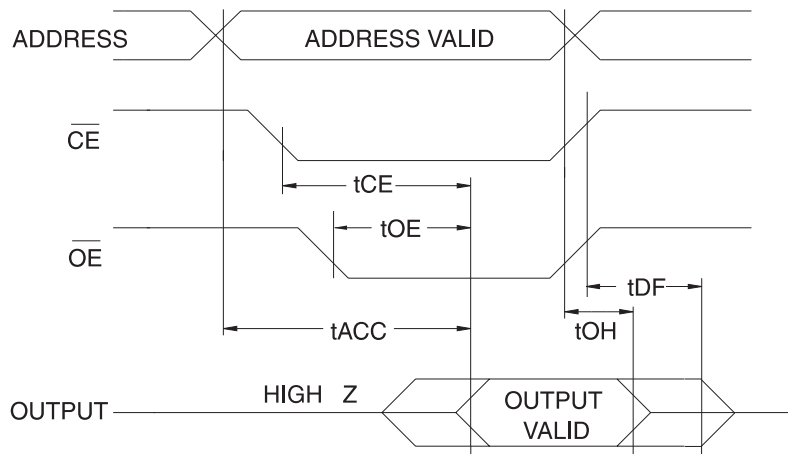 ADDRESS
ADDRESS VALID
CE
tCE
tOE
OE
tDF
tACC
tOH
HIGH Z
OUTPUT
OUTPUT
VALID